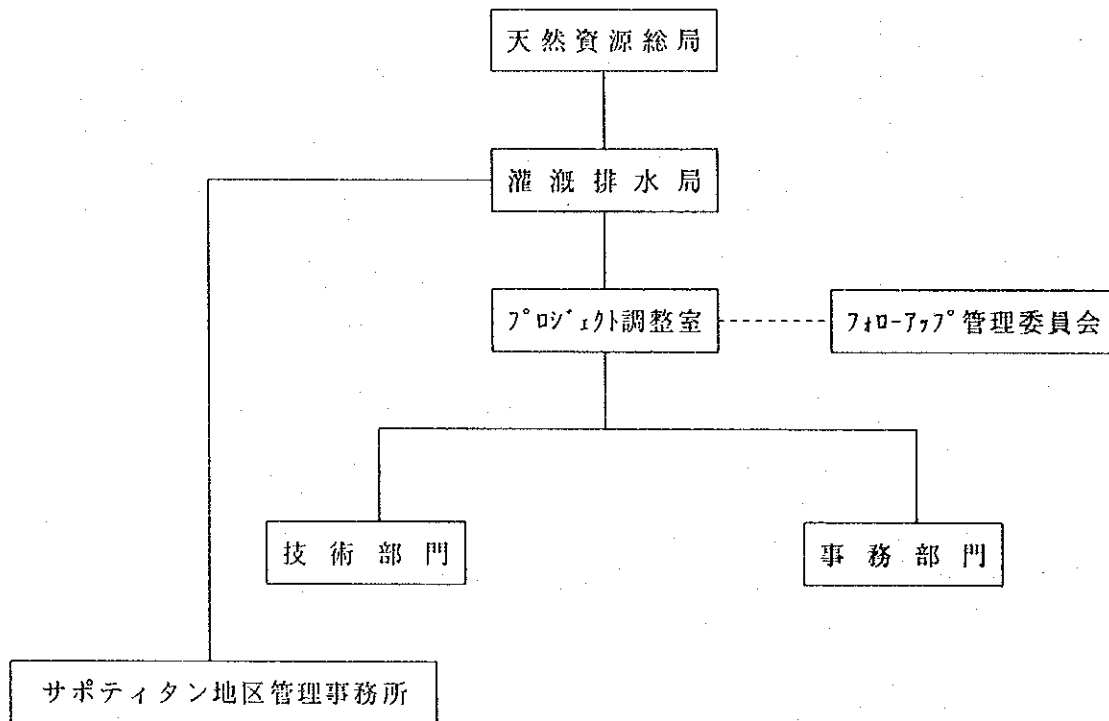 天然資源総局
灌漑排水局
プロジェクト調整室
フォローアップ管理委員会
技術部門
事務部門
サポティタン地区管理事務所